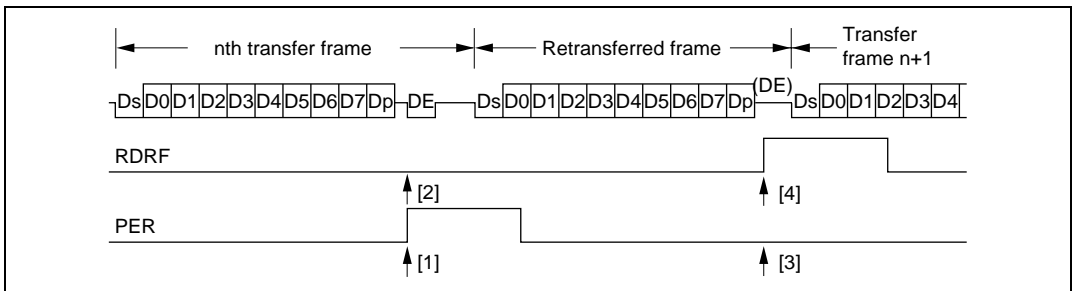 nth transfer frame Retransferred frame Transfer
frame n+1
Ds D0 D1 D2 D3 D4 D5 D6 D7 Dp DE Ds D0 D1 D2 D3 D4 D5 D6 D7 Dp (DE) Ds D0 D1 D2 D3 D4
RDRF
[2] [4]
PER
[1] [3]